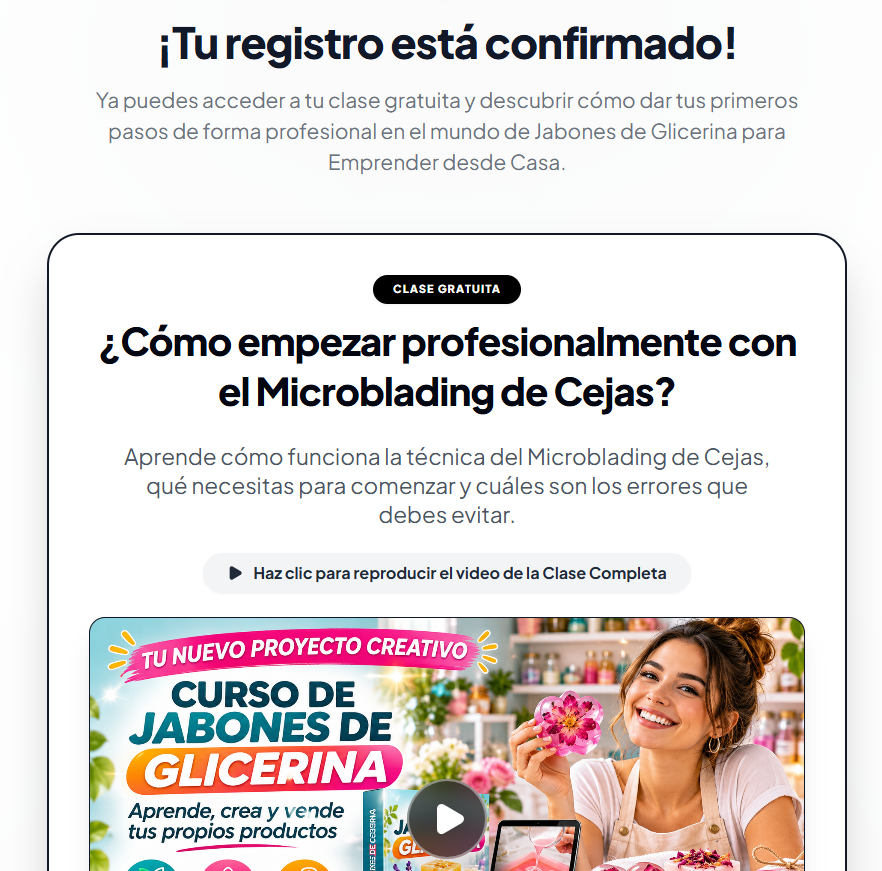 ¡Tu registro está confirmado!
Ya puedes acceder a tu clase gratuita y descubrir cómo dar tus primeros
pasos de forma profesional en el mundo de Jabones de Glicerina para
Emprender desde Casa.
CLASE GRATUITA
¿Cómo empezar profesionalmente con
el Microblading de Cejas?
Aprende cómo funciona la técnica del Microblading de Cejas,
qué necesitas para comenzar y cuáles son los errores que
debes evitar.
Haz clic para reproducir el video de la Clase Completa
TU NUEVO PROYECTO CREATIVO
CURSO DE
JABONES DE
GLICERINA
Aprende, crea y vende
tus propios productos